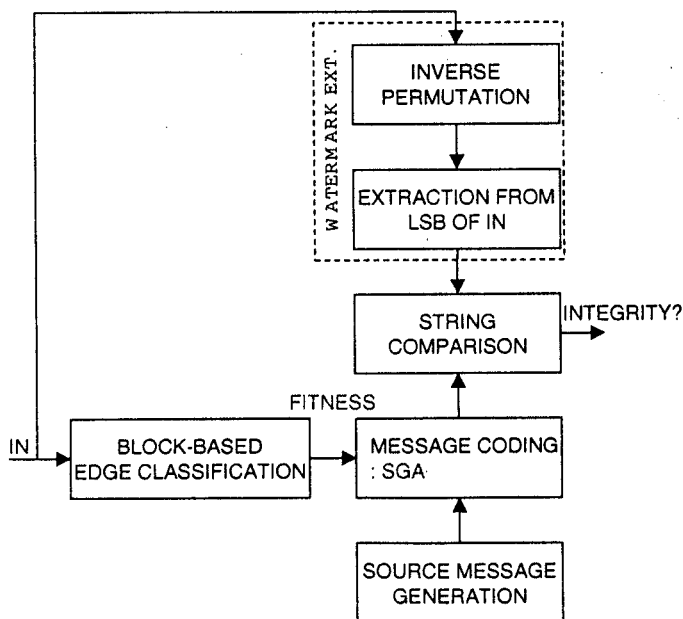 WATERMARK EXT.
INVERSE
PERMUTATION
EXTRACTION FROM
LSB OF IN
STRING
COMPARISON
INTEGRITY?
FITNESS
IN
BLOCK-BASED
EDGE CLASSIFICATION
MESSAGE CODING
: SGA
SOURCE MESSAGE
GENERATION